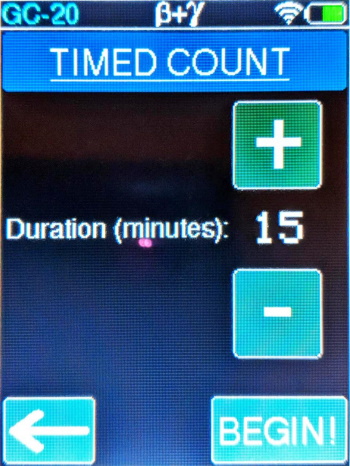 GC-20 β+γ
TIMED COUNT
+
Duration (minutes): 15
-
BEGIN!